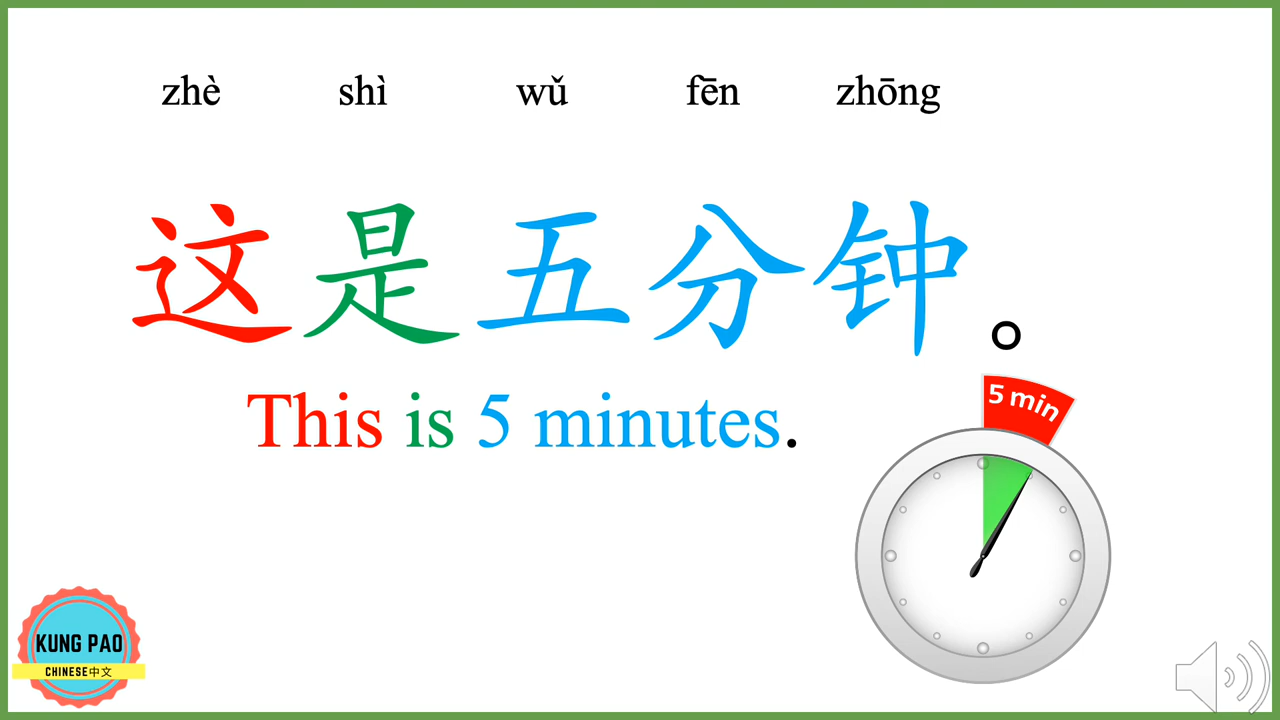 zhè shì wǔ fēn zhōng
这是五分钟。
This is 5 minutes.
5 min
KUNG PAO
CHINESE中文